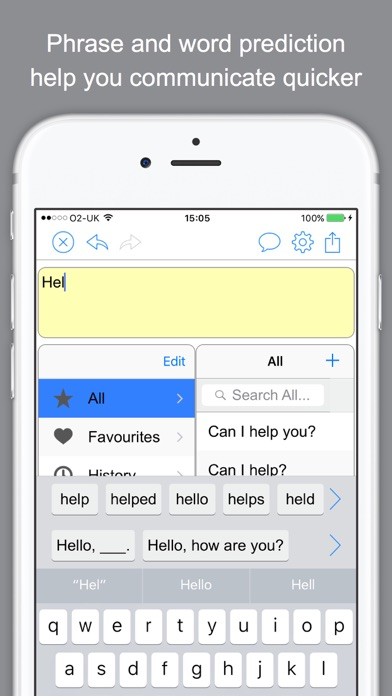 Phrase and word prediction
help you communicate quicker
O2-UK 15:05 100%
Hel
Edit All +
All Search All...
Favourites Can I help you?
History Can I help?
help helped hello helps held
Hello, ___. Hello, how are you?
"Hel" Hello Hell
q w e r t y u i o p
a s d f g h j k l